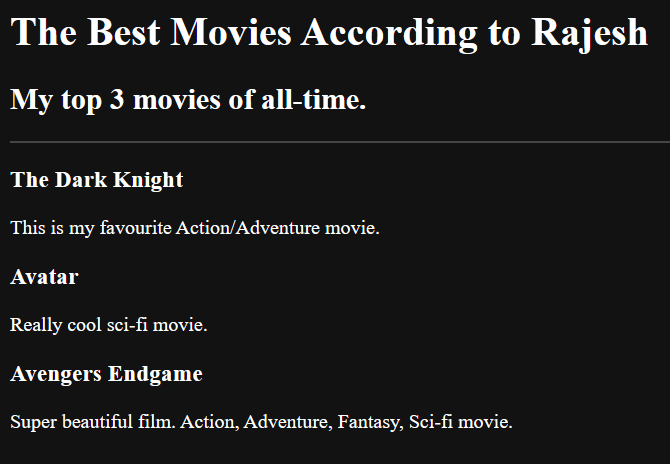 The Best Movies According to Rajesh
My top 3 movies of all-time.
The Dark Knight
This is my favourite Action/Adventure movie.
Avatar
Really cool sci-fi movie.
Avengers Endgame
Super beautiful film. Action, Adventure, Fantasy, Sci-fi movie.